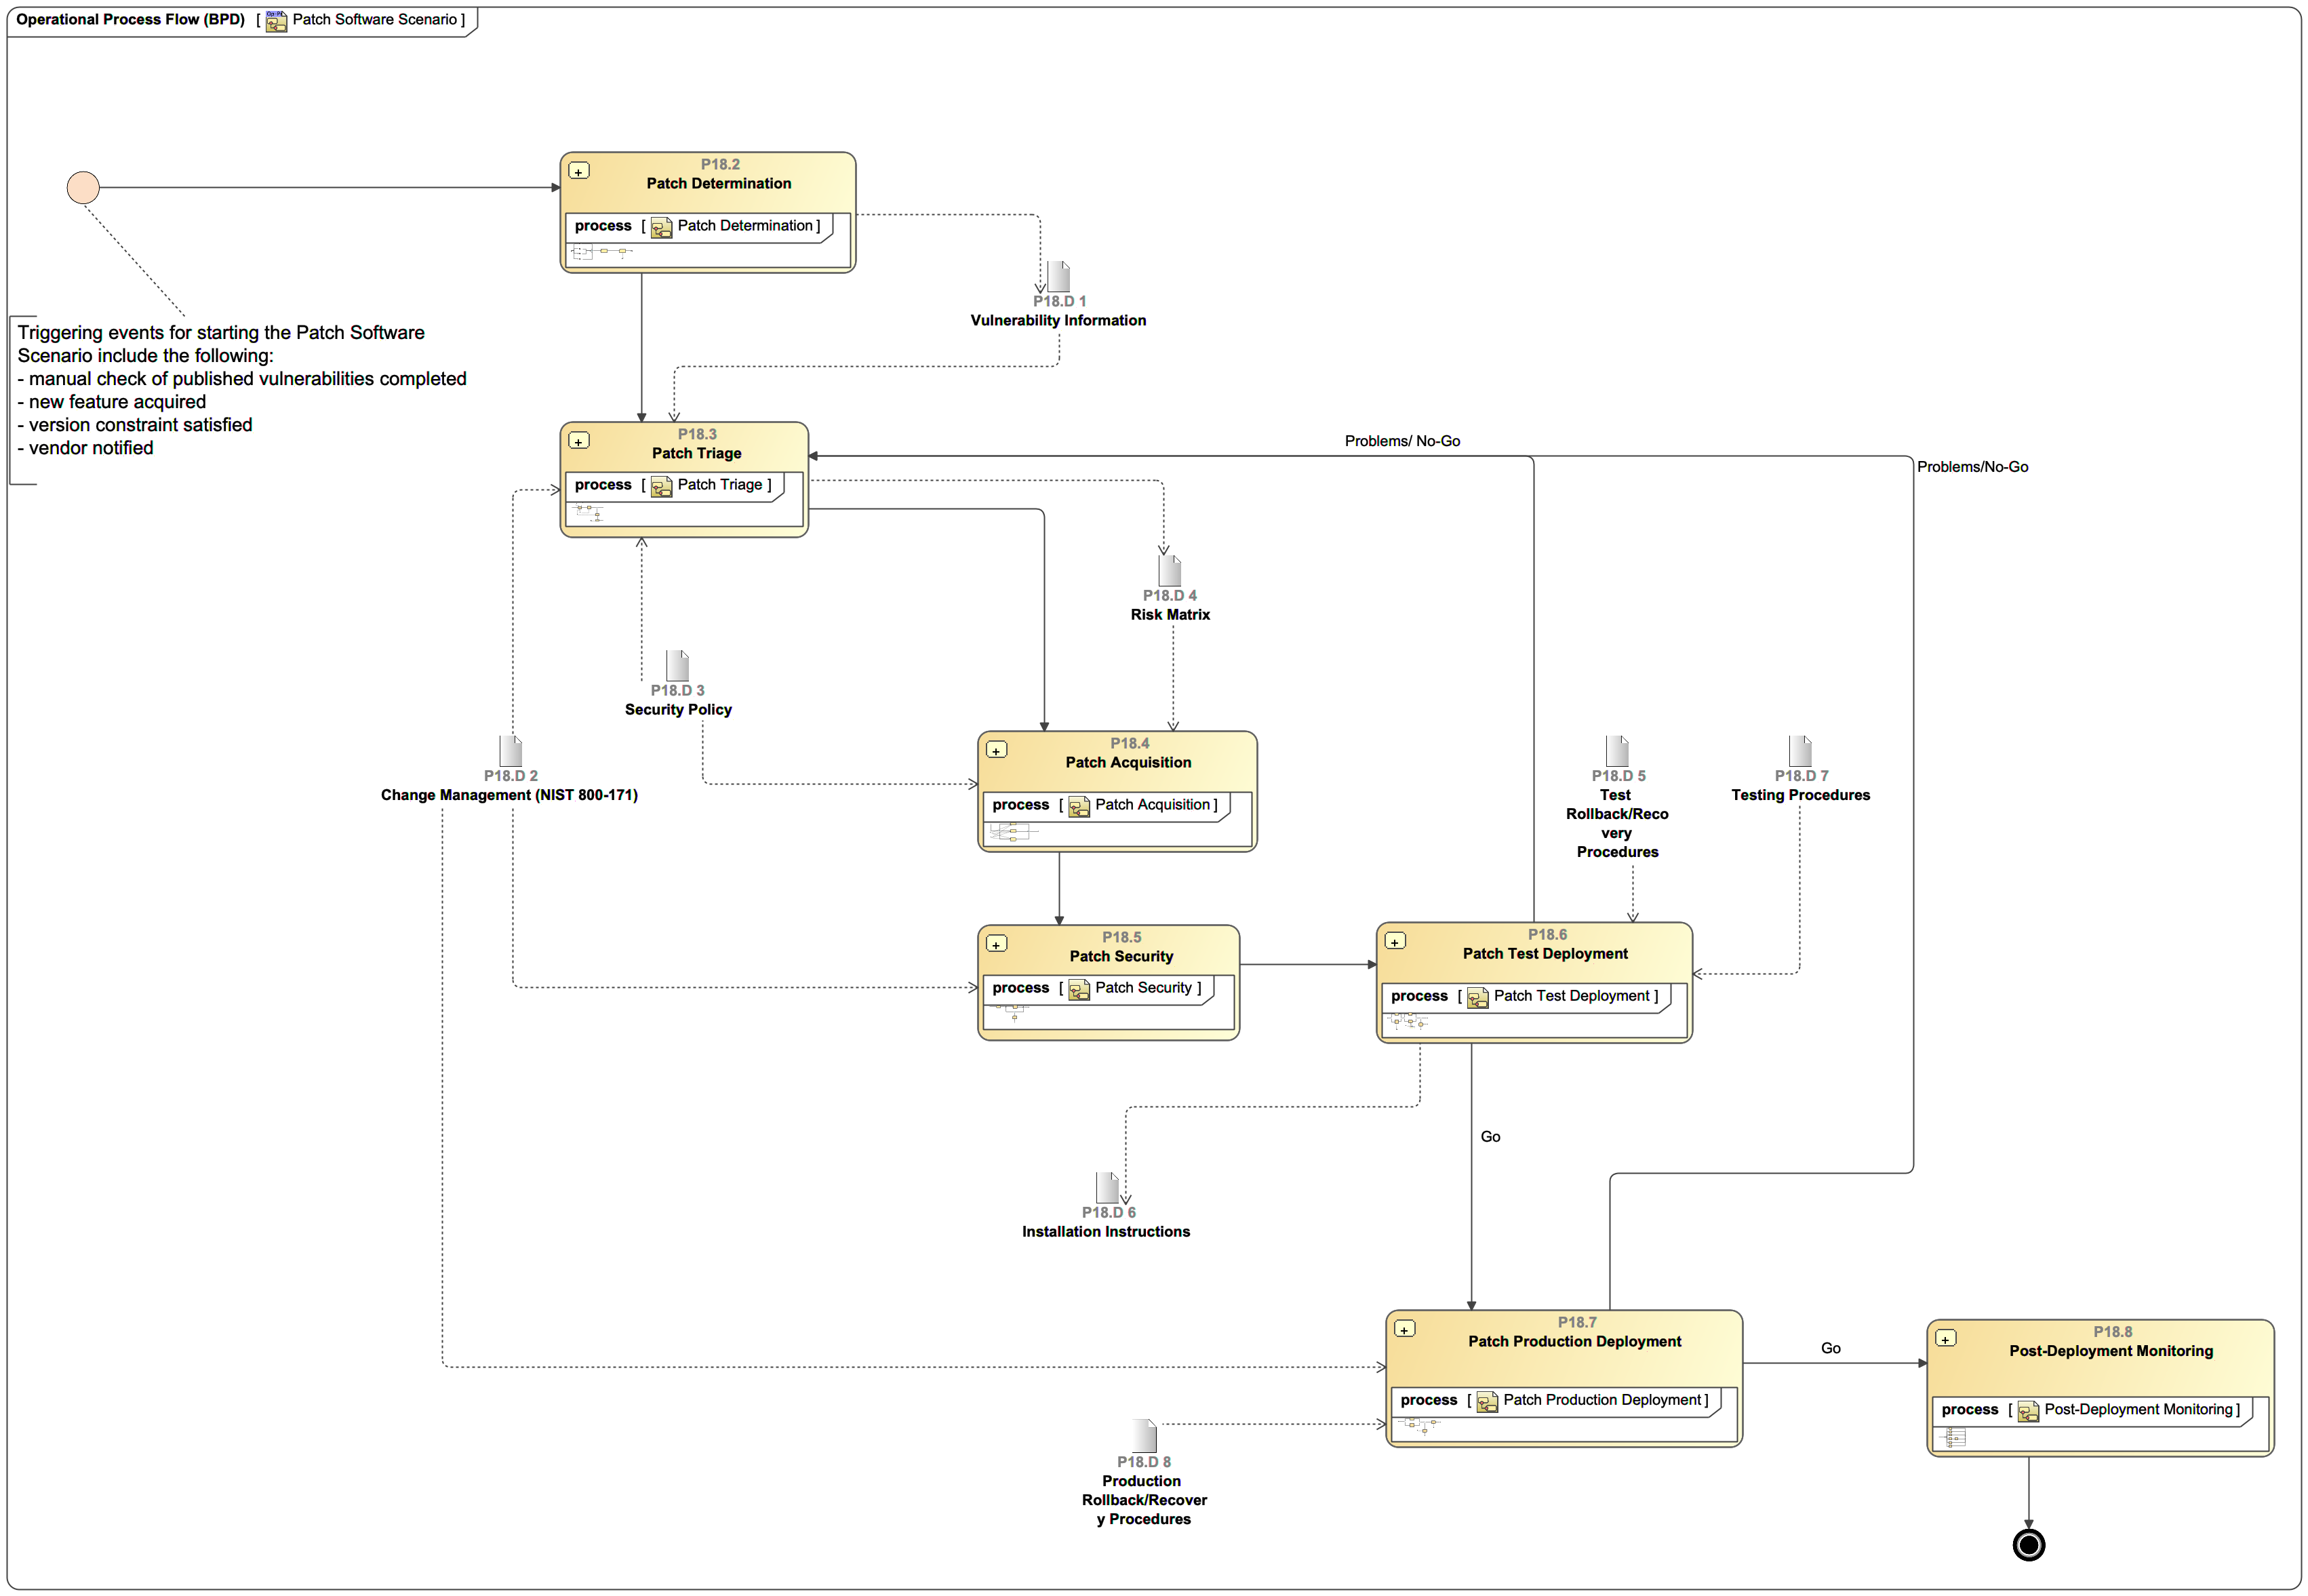 Operational Process Flow (BPD) [ Patch Software Scenario ]
P18.2
Patch Determination
process [ Patch Determination ]
P18.D 1
Vulnerability Information
Triggering events for starting the Patch Software
Scenario include the following:
- manual check of published vulnerabilities completed
- new feature acquired
- version constraint satisfied
- vendor notified
P18.3
Patch Triage
process [ Patch Triage ]
Problems/ No-Go
Problems/No-Go
P18.D 4
Risk Matrix
P18.D 3
Security Policy
P18.D 2
Change Management (NIST 800-171)
P18.4
Patch Acquisition
process [ Patch Acquisition ]
P18.D 5
Test
Rollback/Reco
very
Procedures
P18.D 7
Testing Procedures
P18.5
Patch Security
process [ Patch Security ]
P18.6
Patch Test Deployment
process [ Patch Test Deployment ]
Go
P18.D 6
Installation Instructions
P18.7
Patch Production Deployment
process [ Patch Production Deployment ]
Go
P18.8
Post-Deployment Monitoring
process [ Post-Deployment Monitoring ]
P18.D 8
Production
Rollback/Recover
y Procedures